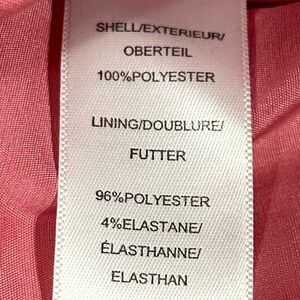 SHELL/EXTERIEUR/
OBERTEIL
100%POLYESTER
LINING/DOUBLURE/
FUTTER
96%POLYESTER
4%ELASTANE/
ÉLASTHANNE/
ELASTHAN